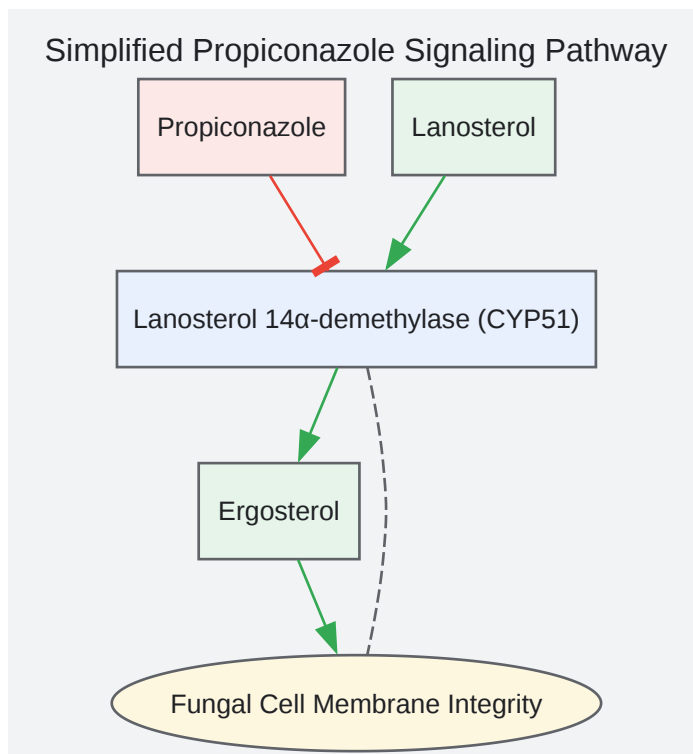 Simplified Propiconazole Signaling Pathway
Propiconazole
Lanosterol
Lanosterol 14α-demethylase (CYP51)
Ergosterol
Fungal Cell Membrane Integrity